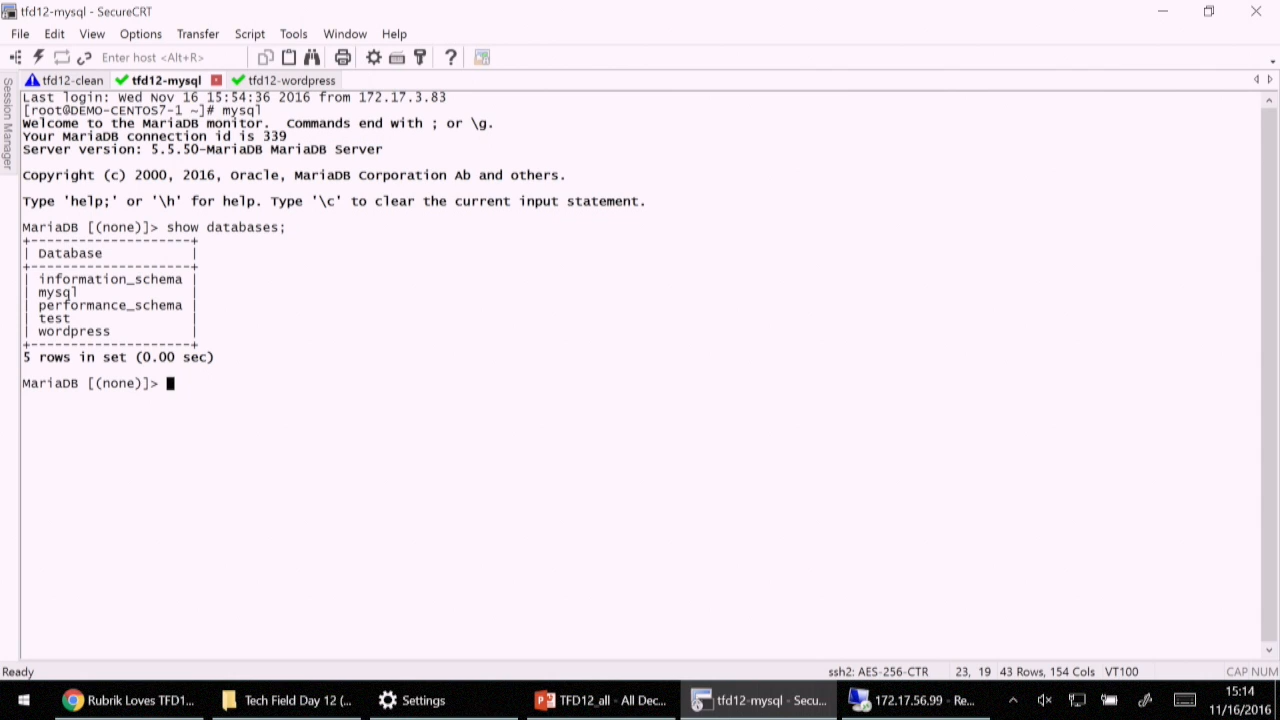 tfd12-mysql - SecureCRT
File Edit View Options Transfer Script Tools Window Help
Enter host <Alt+R>
tfd12-clean tfd12-mysql tfd12-wordpress
Session Manager
Last login: Wed Nov 16 15:54:36 2016 from 172.17.3.83
[root@DEMO-CENTOS7-1 ~]# mysql
Welcome to the MariaDB monitor.  Commands end with ; or \g.
Your MariaDB connection id is 339
Server version: 5.5.50-MariaDB MariaDB Server
Copyright (c) 2000, 2016, Oracle, MariaDB Corporation Ab and others.
Type 'help;' or '\h' for help. Type '\c' to clear the current input statement.
MariaDB [(none)]> show databases;
+--------------------+
| Database           |
+--------------------+
| information_schema |
| mysql              |
| performance_schema |
| test               |
| wordpress          |
+--------------------+
5 rows in set (0.00 sec)
MariaDB [(none)]>
Ready ssh2: AES-256-CTR 23, 19 43 Rows, 154 Cols VT100 CAP NUM
Rubrik Loves TFD1... Tech Field Day 12 (... Settings TFD12_all - All Dec... tfd12-mysql - Secu... 172.17.56.99 - Re... 15:14
11/16/2016